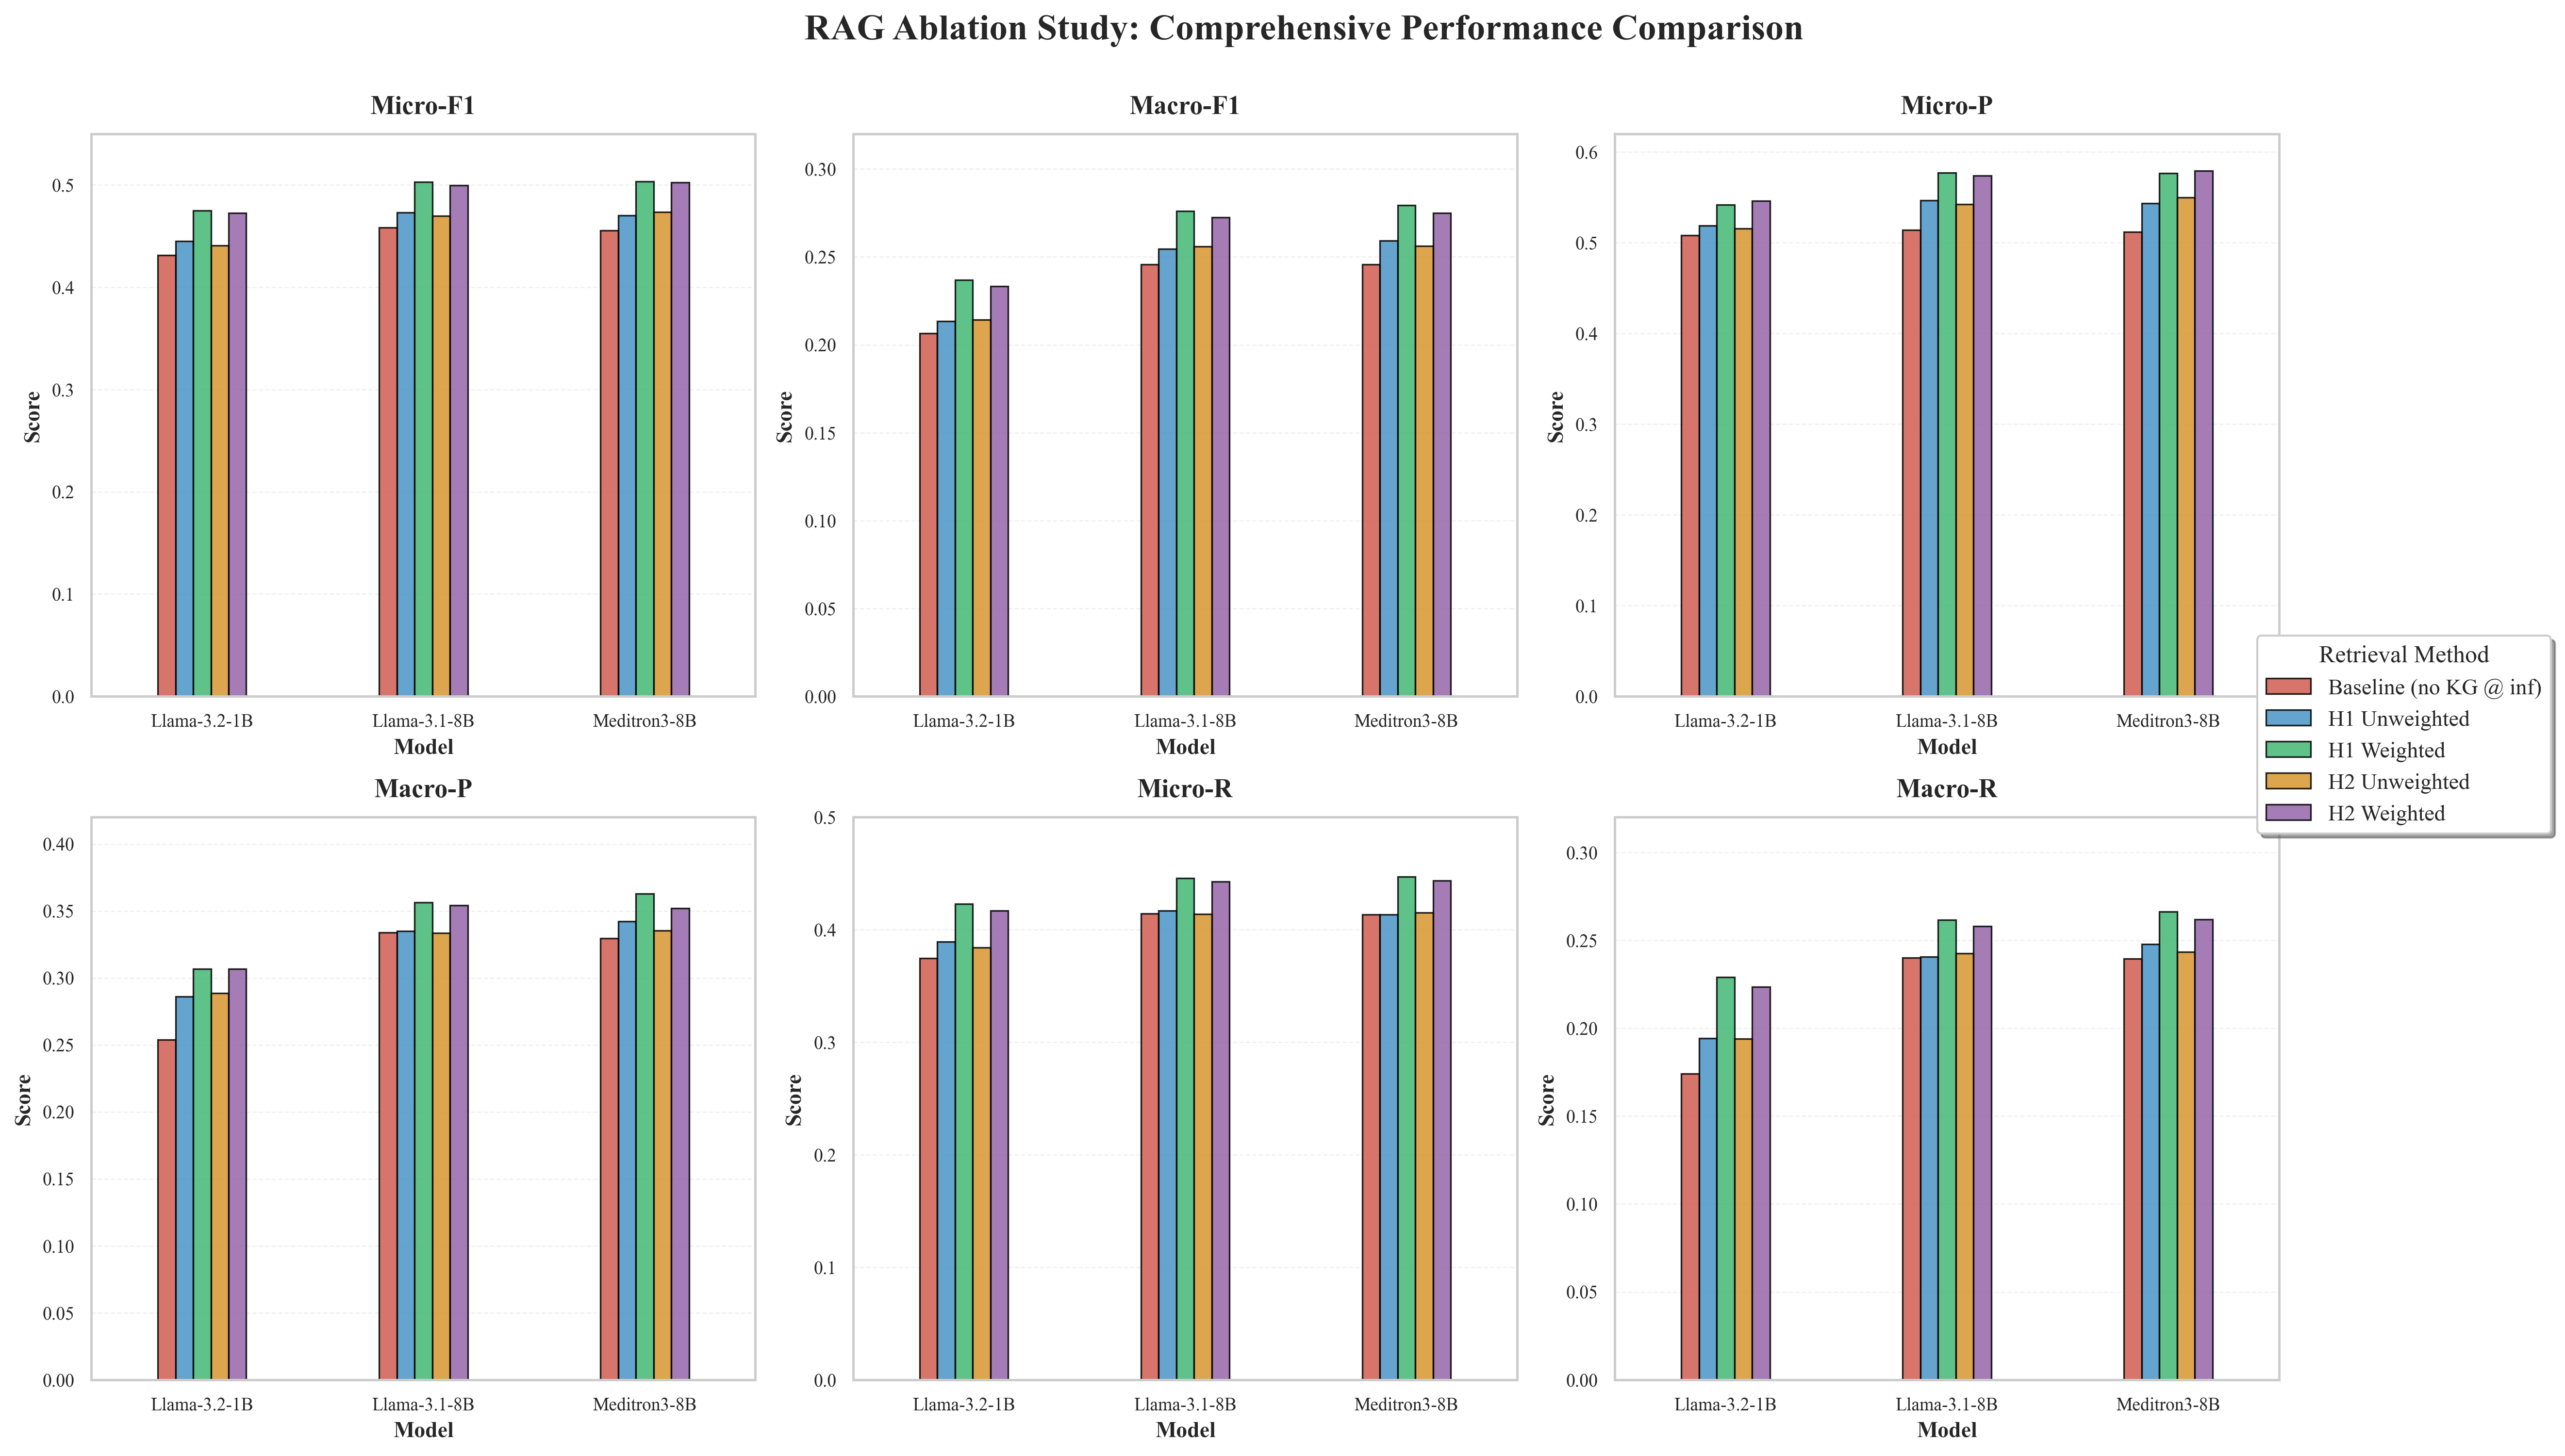 RAG Ablation Study: Comprehensive Performance Comparison
Micro-F1
0.5
0.4
0.3
0.2
0.1
0.0
Score
Llama-3.2-1B
Llama-3.1-8B
Meditron3-8B
Model
Macro-F1
0.30
0.25
0.20
0.15
0.10
0.05
0.00
Score
Llama-3.2-1B
Llama-3.1-8B
Meditron3-8B
Model
Micro-P
0.6
0.5
0.4
0.3
0.2
0.1
0.0
Score
Llama-3.2-1B
Llama-3.1-8B
Meditron3-8B
Model
Retrieval Method
Baseline (no KG @ inf)
H1 Unweighted
H1 Weighted
H2 Unweighted
H2 Weighted
Macro-P
0.40
0.35
0.30
0.25
0.20
0.15
0.10
0.05
0.00
Score
Llama-3.2-1B
Llama-3.1-8B
Meditron3-8B
Model
Micro-R
0.5
0.4
0.3
0.2
0.1
0.0
Score
Llama-3.2-1B
Llama-3.1-8B
Meditron3-8B
Model
Macro-R
0.30
0.25
0.20
0.15
0.10
0.05
0.00
Score
Llama-3.2-1B
Llama-3.1-8B
Meditron3-8B
Model